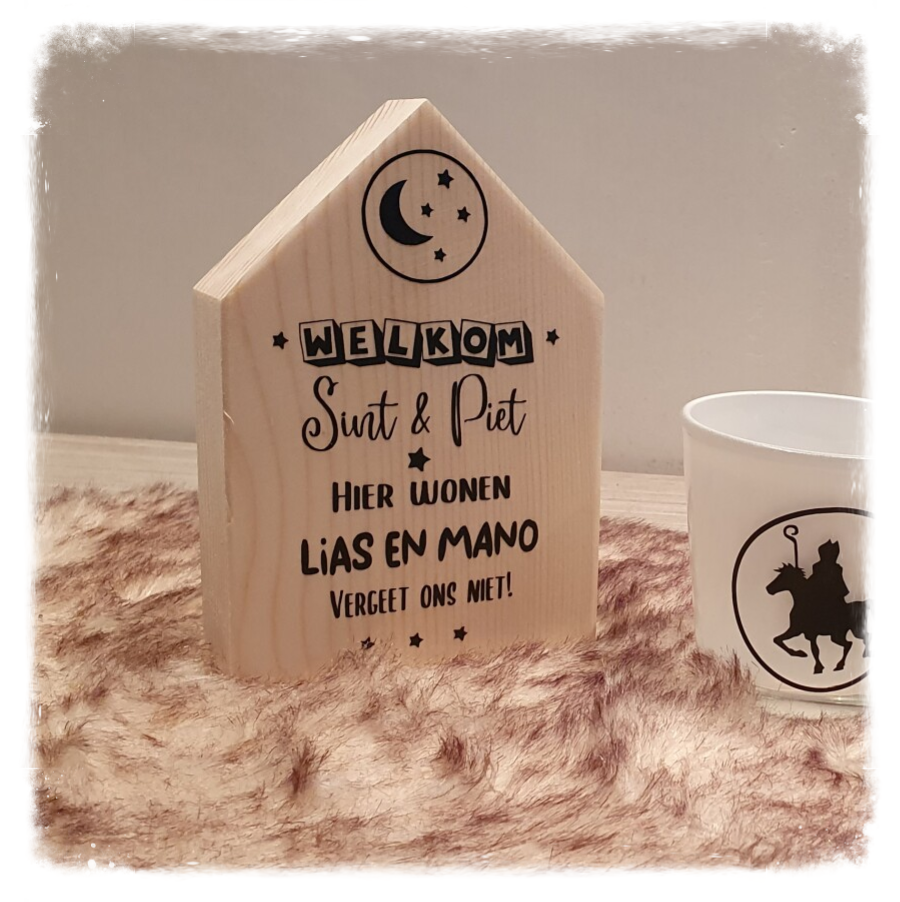 WELKOM
Sint & Piet
HIER WONEN
LiAS EN MANO
VERGEET ONS NIET!